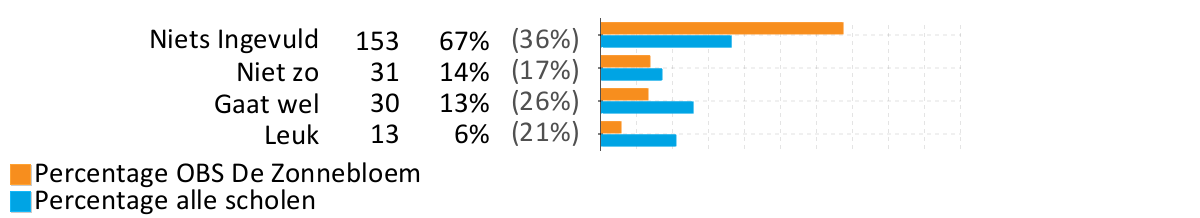 Niets Ingevuld 153 67% (36%)
Niet zo 31 14% (17%)
Gaat wel 30 13% (26%)
Leuk 13 6% (21%)
Percentage OBS De Zonnebloem
Percentage alle scholen